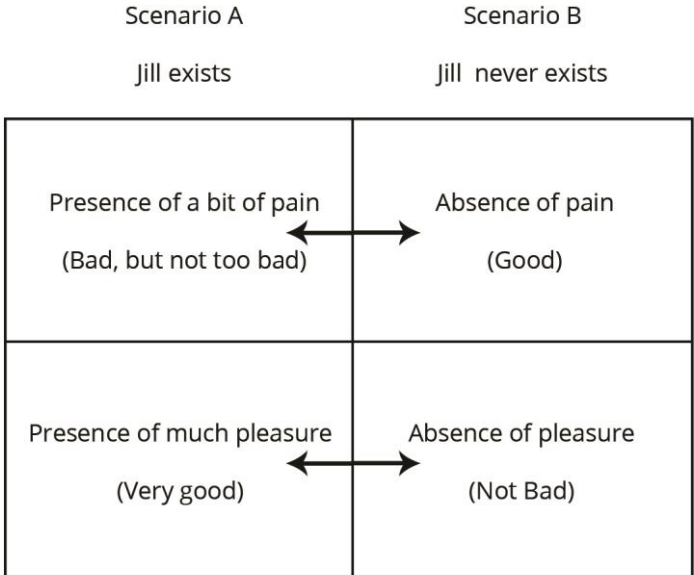 Scenario A
Scenario B
Jill exists
Jill never exists
Presence of a bit of pain
Absence of pain
(Bad, but not too bad)
(Good)
Presence of much pleasure
Absence of pleasure
(Very good)
(Not Bad)